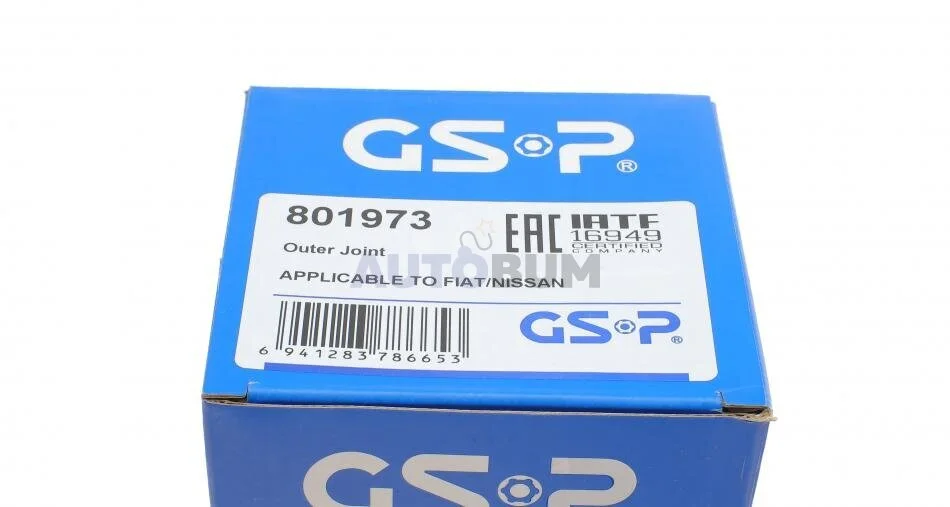 GSP®
801973
Outer Joint
APPLICABLE TO FIAT/NISSAN
EAC
IATF
16949
CERTIFIED
COMPANY
AUTOBUM
6 941283 786653
GSP®
GSP